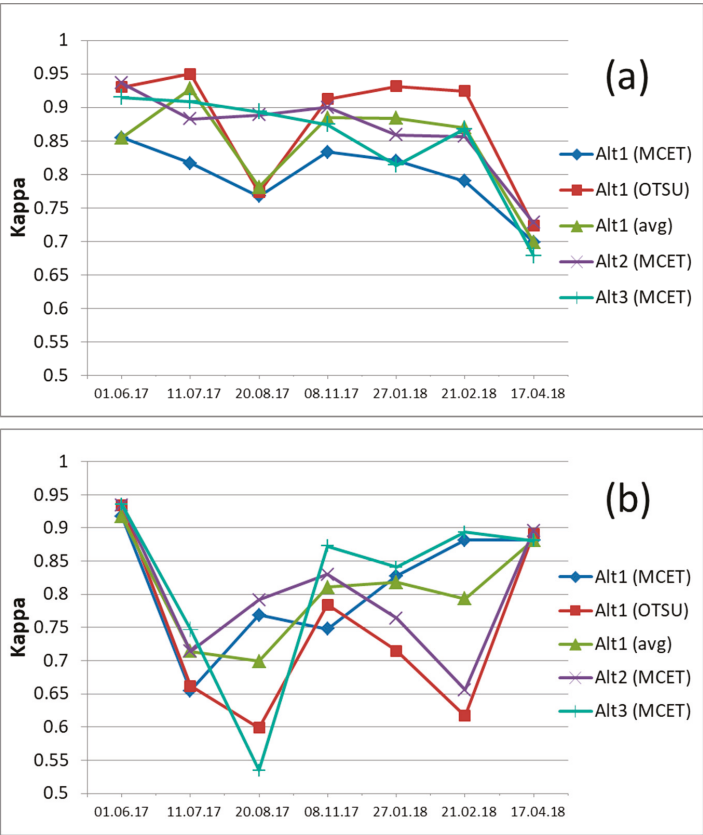 1
0.95
0.9
0.85
0.8
0.75
0.7
0.65
0.6
0.55
0.5
Kappa
(a)
Alt1 (MCET)
Alt1 (OTSU)
Alt1 (avg)
Alt2 (MCET)
Alt3 (MCET)
01.06.17 11.07.17 20.08.17 08.11.17 27.01.18 21.02.18 17.04.18
1
0.95
0.9
0.85
0.8
0.75
0.7
0.65
0.6
0.55
0.5
Kappa
(b)
Alt1 (MCET)
Alt1 (OTSU)
Alt1 (avg)
Alt2 (MCET)
Alt3 (MCET)
01.06.17 11.07.17 20.08.17 08.11.17 27.01.18 21.02.18 17.04.18